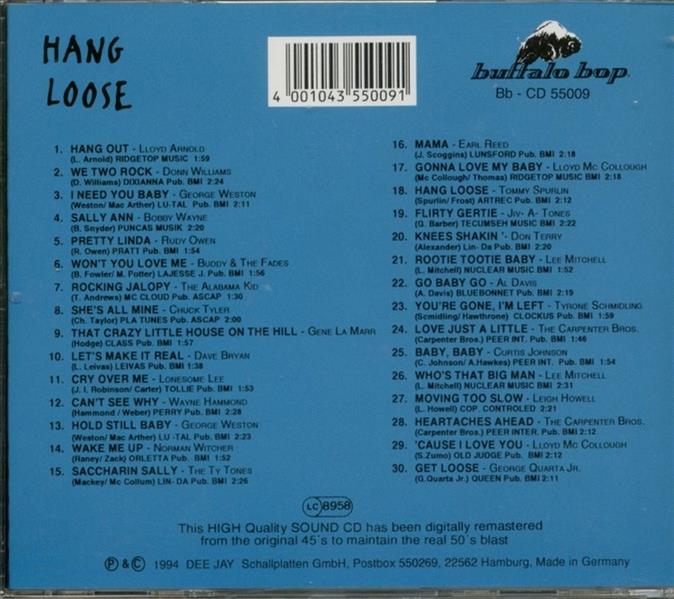 HANG
LOOSE
4 001043 550091
buffalo bop
Bb - CD 55009
1. HANG OUT - LLOYD ARNOLD
(L. Arnold) RIDGETOP MUSIC 1:59
2. WE TWO ROCK - DONN WILLIAMS
(D. Williams) DIXIANNA Pub. BMI 2:24
3. I NEED YOU BABY - GEORGE WESTON
(Weston/ Mac Arther) LU-TAL Pub. BMI 2:11
4. SALLY ANN - BOBBY WAYNE
(B. Snyder) PUNCAS MUSIK 2:20
5. PRETTY LINDA - RUDY OWEN
(R. Owen) PRATT Pub. BMI 1:54
6. WON'T YOU LOVE ME - BUDDY & THE FADES
(B. Fowler/ M. Potter) LAJESSE J. Pub. BMI 1:56
7. ROCKING JALOPY - THE ALABAMA KID
(T. Andrews) MC CLOUD Pub. ASCAP 1:30
8. SHE'S ALL MINE - CHUCK TYLER
(Ch. Taylor) PLA TUNES Pub. ASCAP 2:00
9. THAT CRAZY LITTLE HOUSE ON THE HILL - GENE LA MARR
(Hodge) CLASS Pub. BMI 1:57
10. LET'S MAKE IT REAL - DAVE BRYAN
(L. Leivas) LEIVAS BMI 1:38
11. CRY OVER ME - LONESOME LEE
(J. I. Robinson/ Carter) TOLLIE Pub. BMI 1:53
12. CAN'T SEE WHY - WAYNE HAMMOND
(Hammond / Weber) PERRY Pub. BMI 2:28
13. HOLD STILL BABY - GEORGE WESTON
(Weston/ Mac Arther) LU -TAL Pub. BMI 2:23
14. WAKE ME UP - NORMAN WITCHER
(Raney/ Zack) ORLETTA Pub. BMI 1:52
15. SACCHARIN SALLY - THE TY TONES
(Mackey/ Mc Collum) LIN- DA Pub. BMI 2:26
16. MAMA - EARL REED
(J. Scoggins) LUNSFORD Pub. BMI 2:18
17. GONNA LOVE MY BABY - LLOYD MC COLLOUGH
(Mc Collough/ Thomas) RIDGETOP MUSIC BMI 2:18
18. HANG LOOSE - TOMMY SPURLIN
(Spurlin/ Frost) ARTREC Pub. BMI 2:12
19. FLIRTY GERTIE - JIV- A- TONES
(G. Barber) TECUMSEH MUSIC BMI 2:22
20. KNEES SHAKIN '- DON TERRY
(Alexander) Lin- Da Pub. BMI 2:20
21. ROOTIE TOOTIE BABY - LEE MITCHELL
(L. Mitchell) NUCLEAR MUSIC BMI 1:52
22. GO BABY GO - AL DAVIS
(A. Davis) BLUEBONNET Pub. BMI 2:19
23. YOU'RE GONE, I'M LEFT - TYRONE SCHMIDLING
(Scmidling/ Hawthrone) CLOCKUS Pub. BMI 1:59
24. LOVE JUST A LITTLE - THE CARPENTER BROS.
(Carpenter Bros.) PEER INT. Pub. BMI 1:46
25. BABY, BABY - CURTIS JOHNSON
(C. Johnson/ A.Hawkes) PEER INT. Pub. BMI 1:54
26. WHO'S THAT BIG MAN - LEE MITCHELL
(L. Mitchell) NUCLEAR MUSIC BMI 2:31
27. MOVING TOO SLOW - LEIGH HOWELL
(L. Howell) COP. CONTROLED 2:21
28. HEARTACHES AHEAD - THE CARPENTER BROS.
(Carpenter Bros.) PEER INTER. Pub. BMI 2:12
29. 'CAUSE I LOVE YOU - LLOYD MC COLLOUGH
(S.Zumo) OLD JUDGE Pub. BMI 2:12
30. GET LOOSE - GEORGE QUARTA JR.
(G.Quarta Jr.) QUEEN Pub. BMI 2:11
LC 8958
This HIGH Quality SOUND CD has been digitally remastered
from the original 45´s to maintain the real 50´s blast
Ⓟ & © 1994 DEE JAY Schallplatten GmbH, Postbox 550269, 22562 Hamburg, Made in Germany